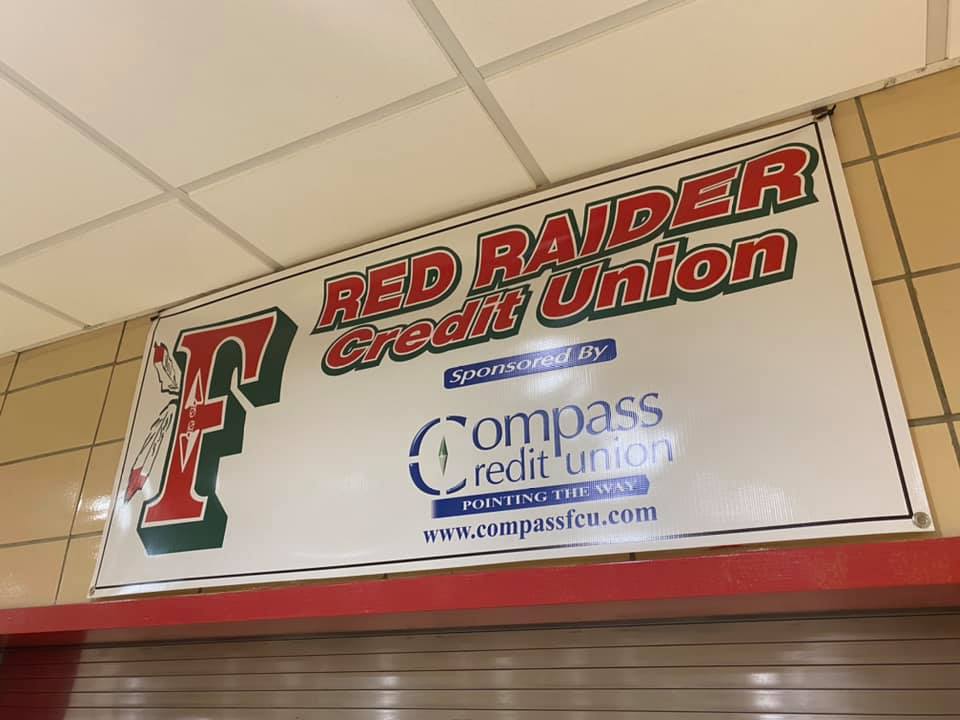 F
RED RAIDER
Credit Union
Sponsored By
Compass
Credit union
POINTING THE WAY
www.compassfcu.com